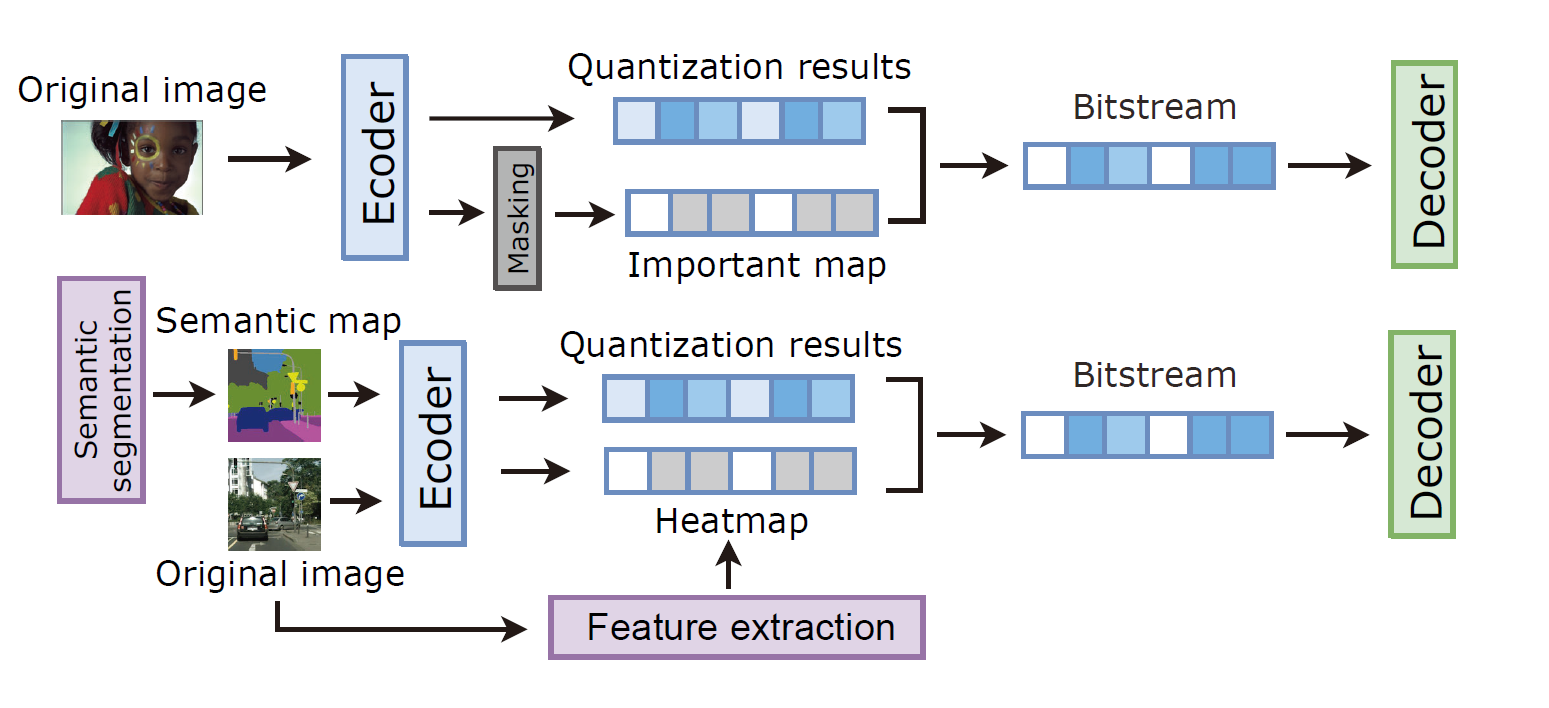 Original image
Ecoder
Quantization results
Masking
Important map
Bitstream
Decoder
Semantic
segmentation
Semantic map
Original image
Ecoder
Quantization results
Heatmap
Feature extraction
Bitstream
Decoder